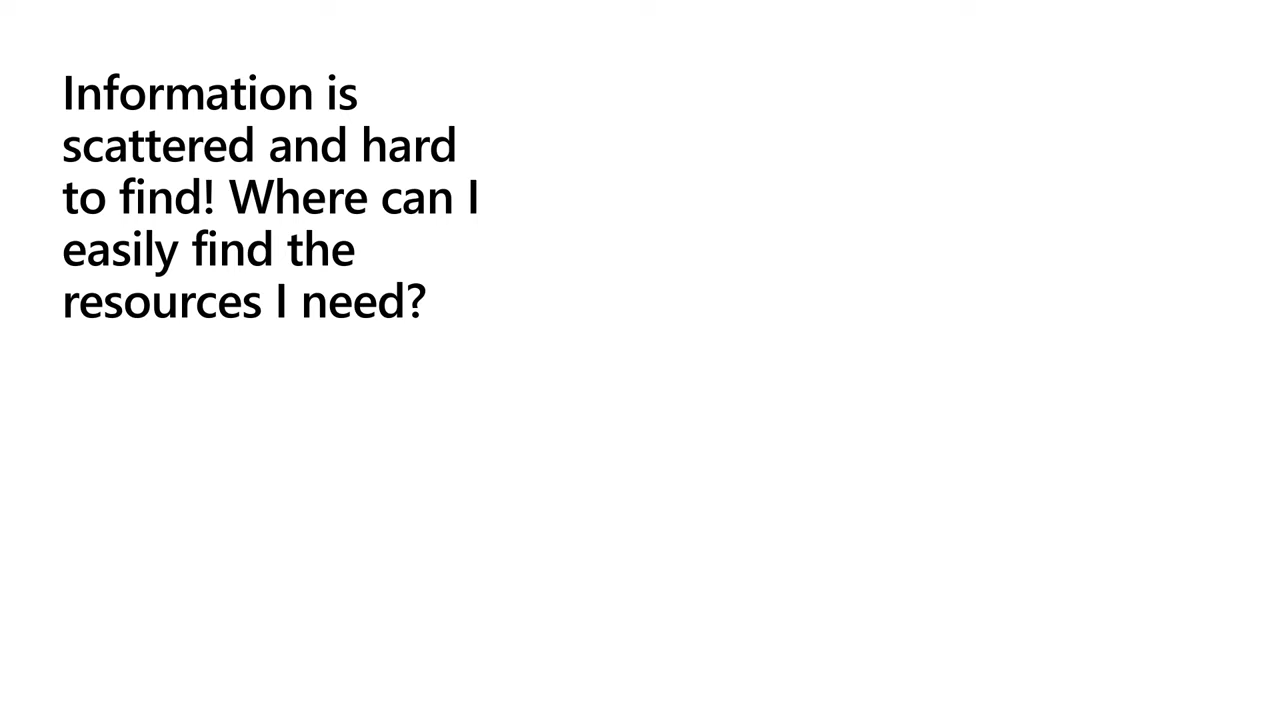 Information is
scattered and hard
to find! Where can I
easily find the
resources I need?